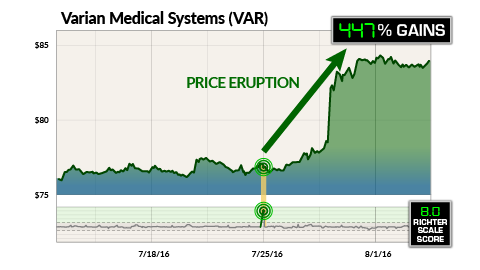 Varian Medical Systems (VAR)
447% GAINS
$85
PRICE ERUPTION
$80
$75
8.0
RICHTER
SCALE
SCORE
7/18/16
7/25/16
8/1/16